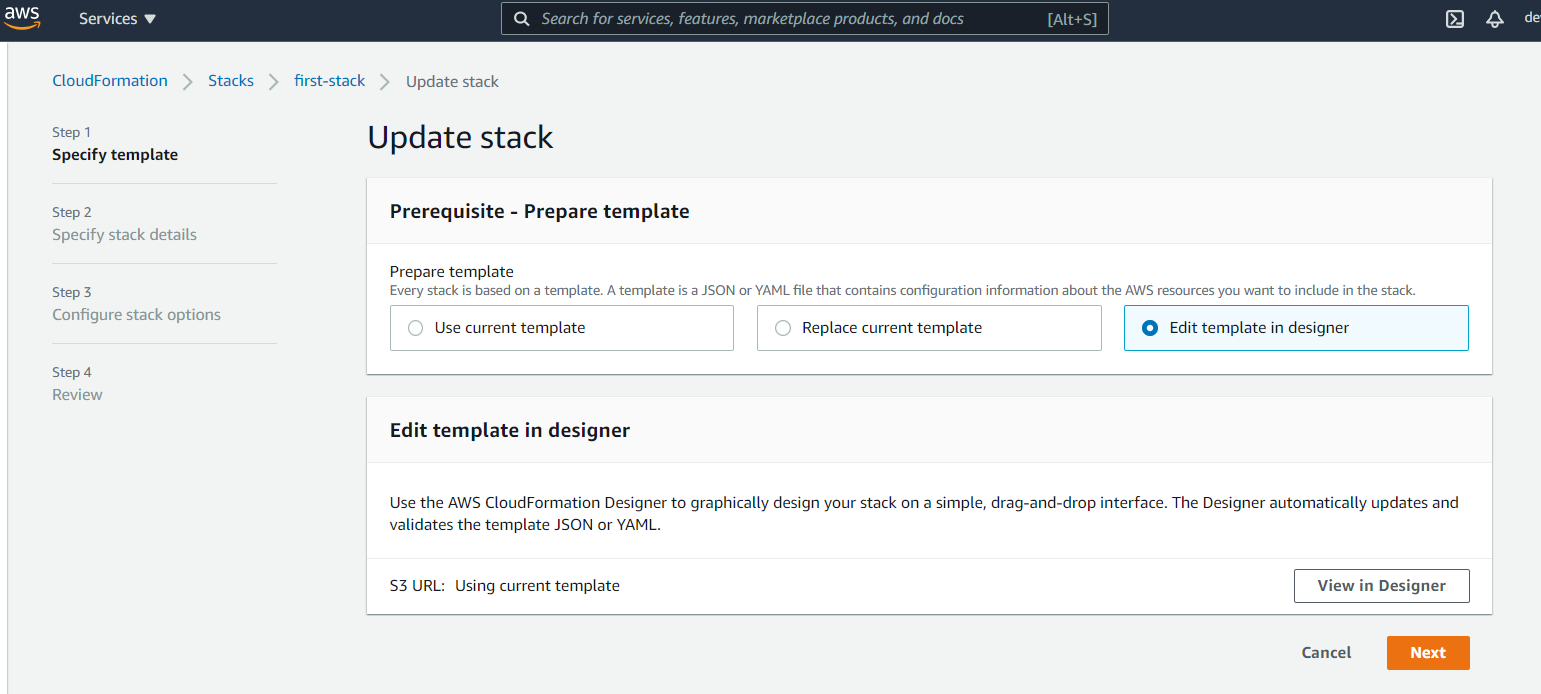 aws Services Search for services, features, marketplace products, and docs [Alt+S]
CloudFormation Stacks first-stack Update stack
Step 1
Specify template
Step 2
Specify stack details
Step 3
Configure stack options
Step 4
Review
Update stack
Prerequisite - Prepare template
Prepare template
Every stack is based on a template. A template is a JSON or YAML file that contains configuration information about the AWS resources you want to include in the stack.
Use current template
Replace current template
Edit template in designer
Edit template in designer
Use the AWS CloudFormation Designer to graphically design your stack on a simple, drag-and-drop interface. The Designer automatically updates and
validates the template JSON or YAML.
S3 URL: Using current template
View in Designer
Cancel Next